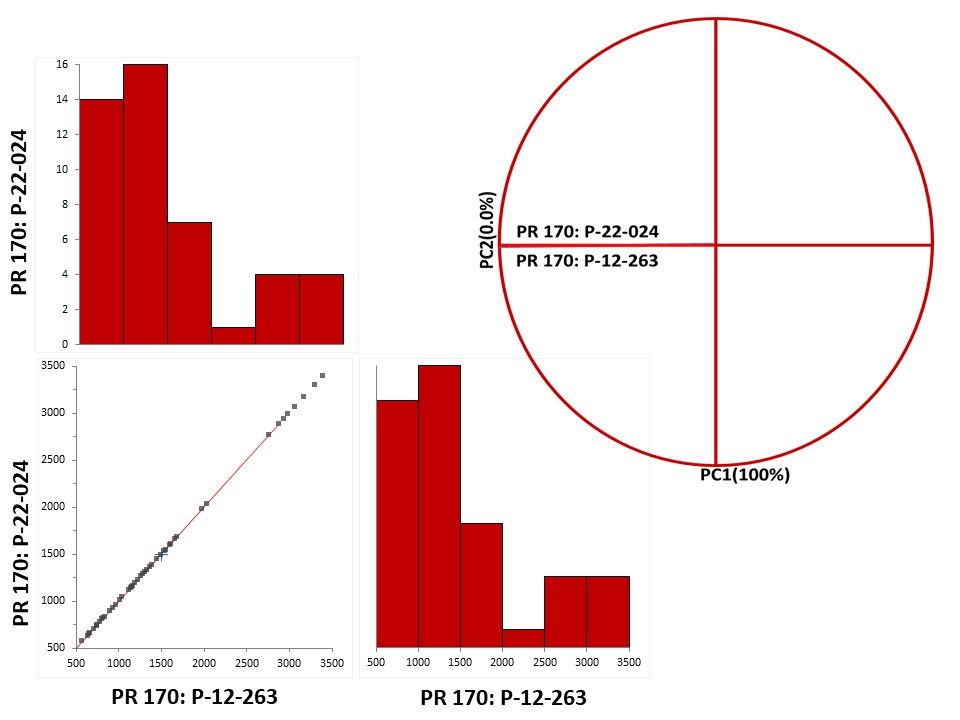 16
14
12
10
8
6
4
2
0
PR 170: P-22-024
PC2(0.0%)
PR 170: P-22-024
PR 170: P-12-263
PC1(100%)
3500
3000
2500
2000
1500
1000
500
PR 170: P-22-024
500 1000 1500 2000 2500 3000 3500
PR 170: P-12-263
500 1000 1500 2000 2500 3000 3500
PR 170: P-12-263